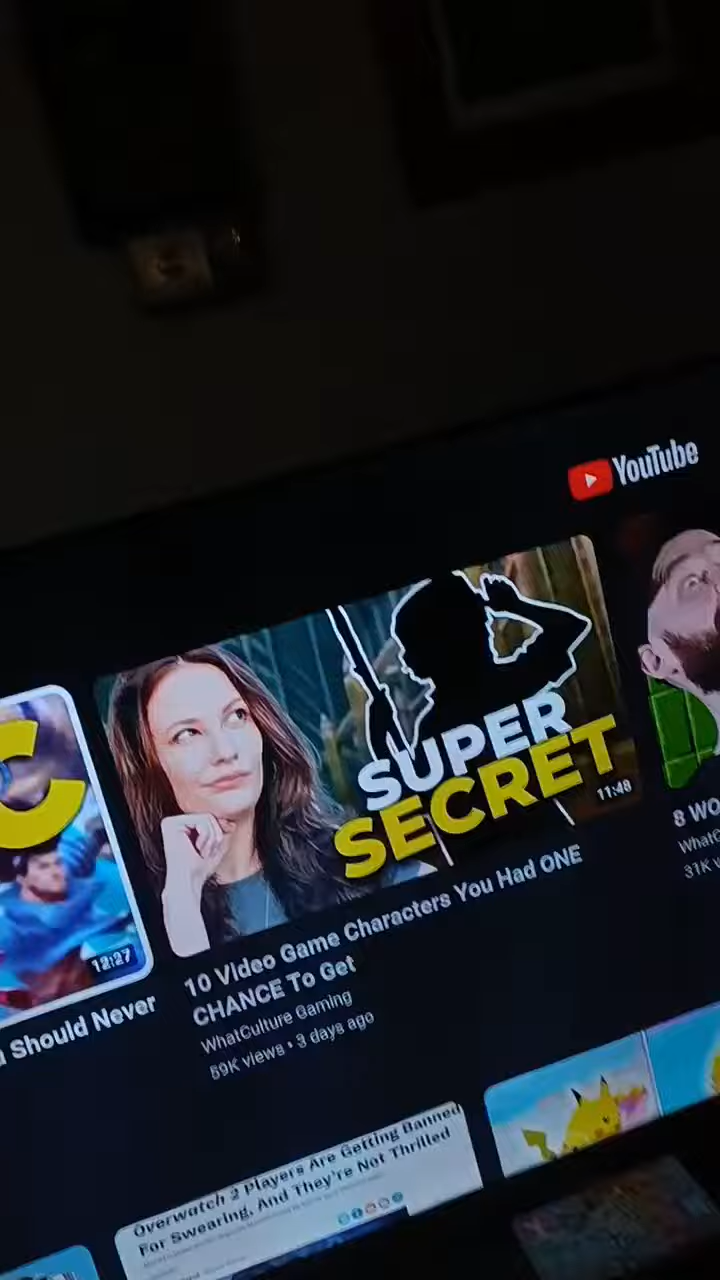 YouTube
SUPER
SECRET
11:48
12:27
Should Never
10 Video Game Characters You Had ONE
CHANCE To Get
WhatCulture Gaming
59K views • 3 days ago
8 WO
WhatC
31K
Overwatch 2 Players Are Getting Banned
For Swearing, And They're Not Thrilled